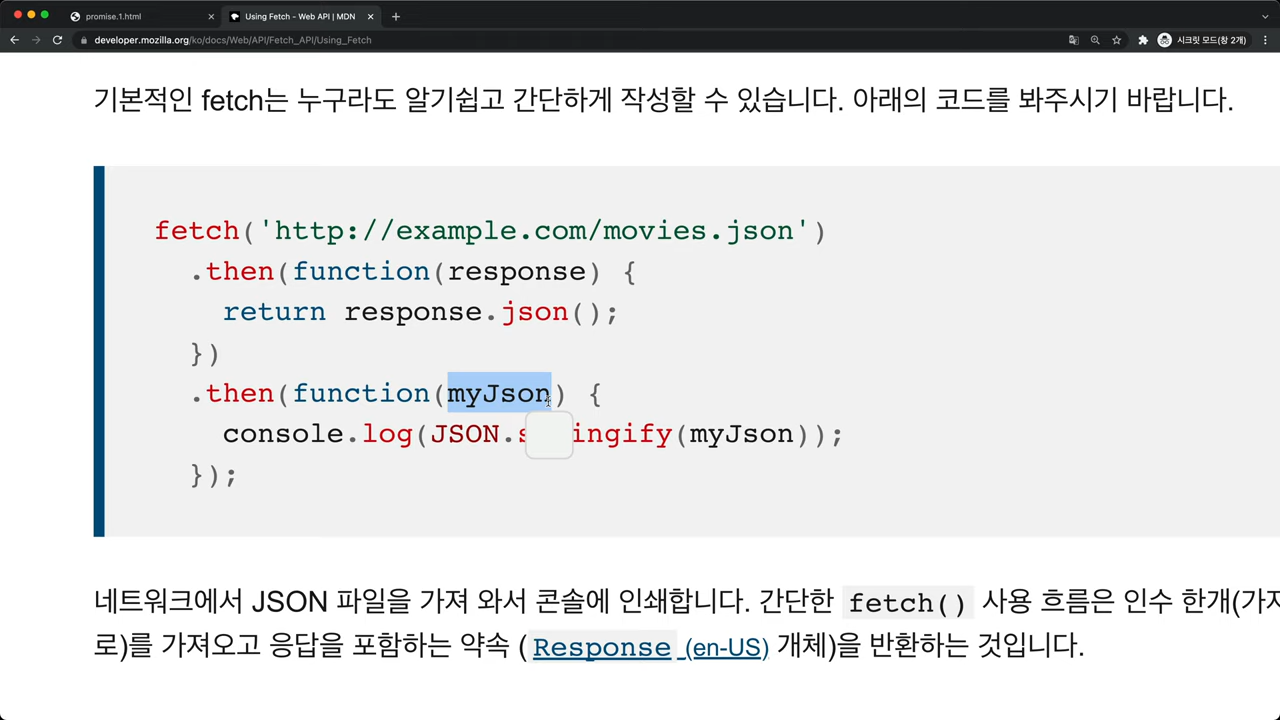 promise.1.html
Using Fetch - Web API | MDN
developer.mozilla.org/ko/docs/Web/API/Fetch_API/Using_Fetch
시크릿 모드(창 2개)
기본적인 fetch는 누구라도 알기쉽고 간단하게 작성할 수 있습니다. 아래의 코드를 봐주시기 바랍니다.
fetch('http://example.com/movies.json')
.then(function(response) {
return response.json();
})
.then(function(myJson) {
console.log(JSON.s ingify(myJson));
});
네트워크에서 JSON 파일을 가져 와서 콘솔에 인쇄합니다. 간단한 fetch() 사용 흐름은 인수 한개(가져
로)를 가져오고 응답을 포함하는 약속 (Response (en-US) 개체)을 반환하는 것입니다.